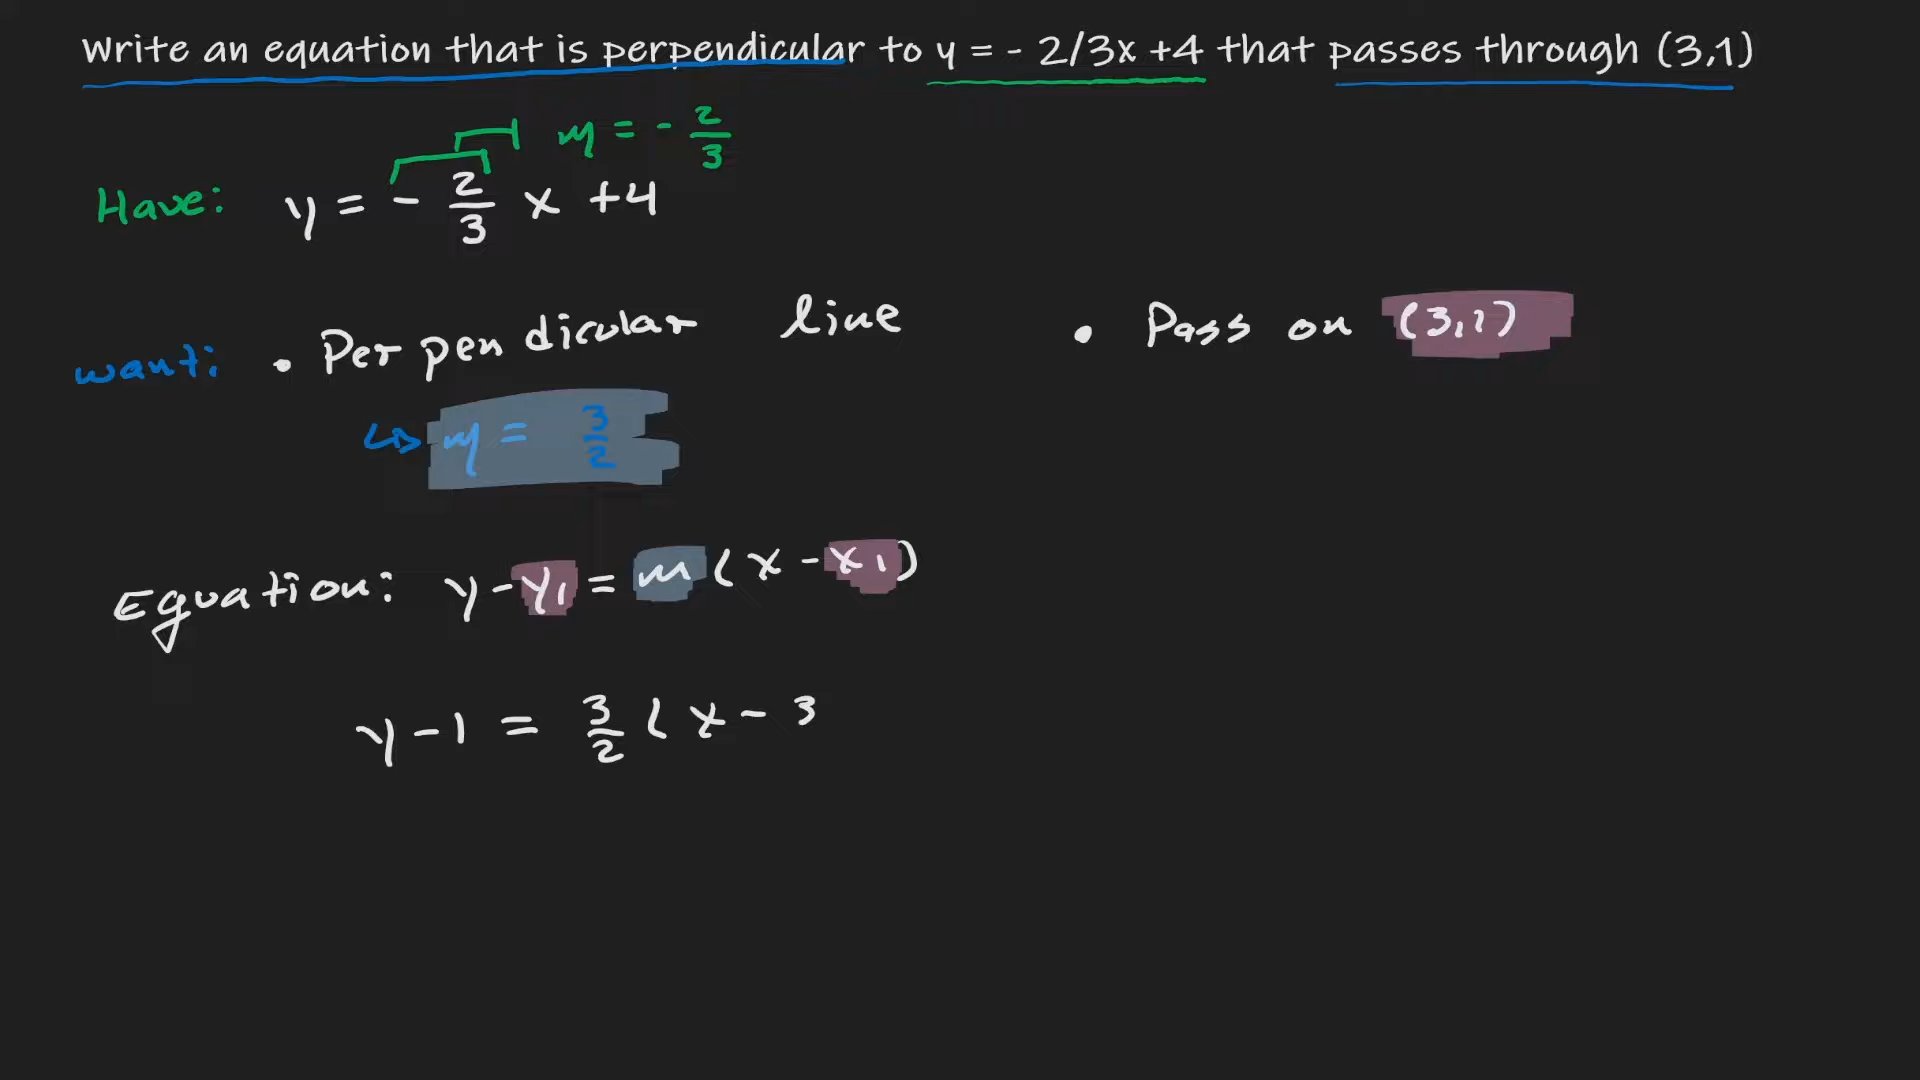 Write an equation that is perpendicular to y = - 2/3x +4 that passes through (3,1)
m = - 2/3
Have: y = - 2/3 x +4
want: • Perpendicular line • Pass on (3,1)
↳ m = 3/2
Equation: y - y₁ = m (x - x₁)
y - 1 = 3/2 (x - 3